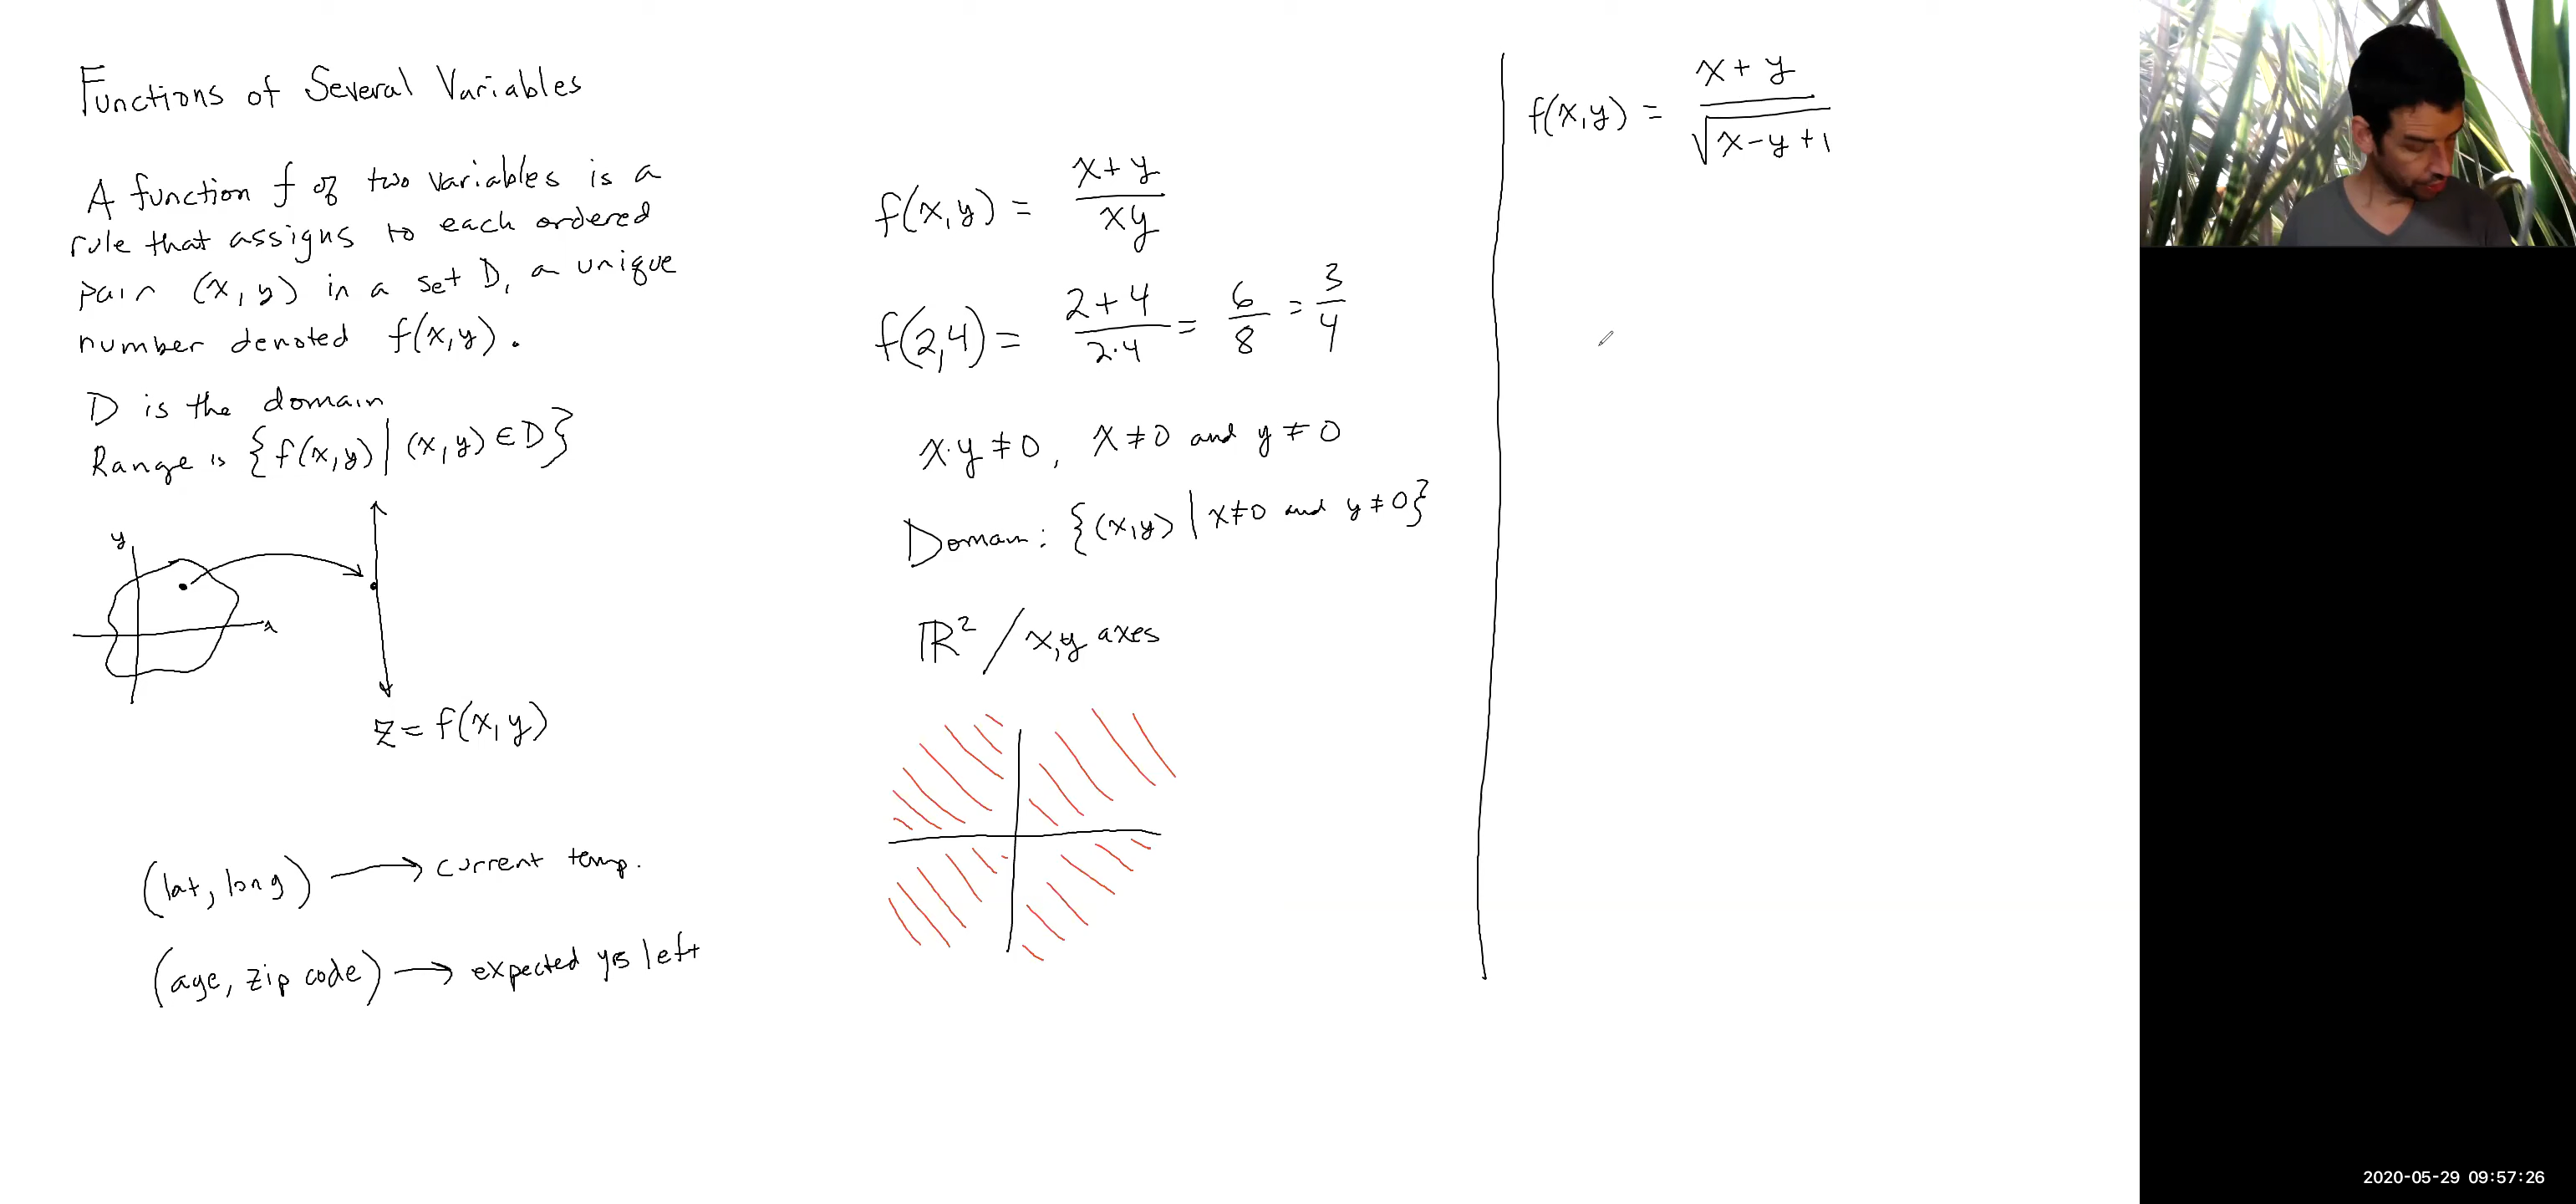 Functions of Several Variables
A function f of two variables is a
rule that assigns to each ordered
pair (x, y) in a set D, a unique
number denoted f(x,y).
D is the domain
Range is {f(x,y) | (x,y) ∈ D}
y
x
z = f(x,y)
(lat, long) → current temp.
(age, zip code) → expected yrs left
f(x,y) = (x+y)/(xy)
f(2,4) = (2+4)/(2·4) = 6/8 = 3/4
x·y ≠ 0, x ≠ 0 and y ≠ 0
Domain: {(x,y) | x≠0 and y≠0}
ℝ² / x,y axes
f(x,y) = (x+y)/√(x-y+1)
2020-05-29 09:57:26